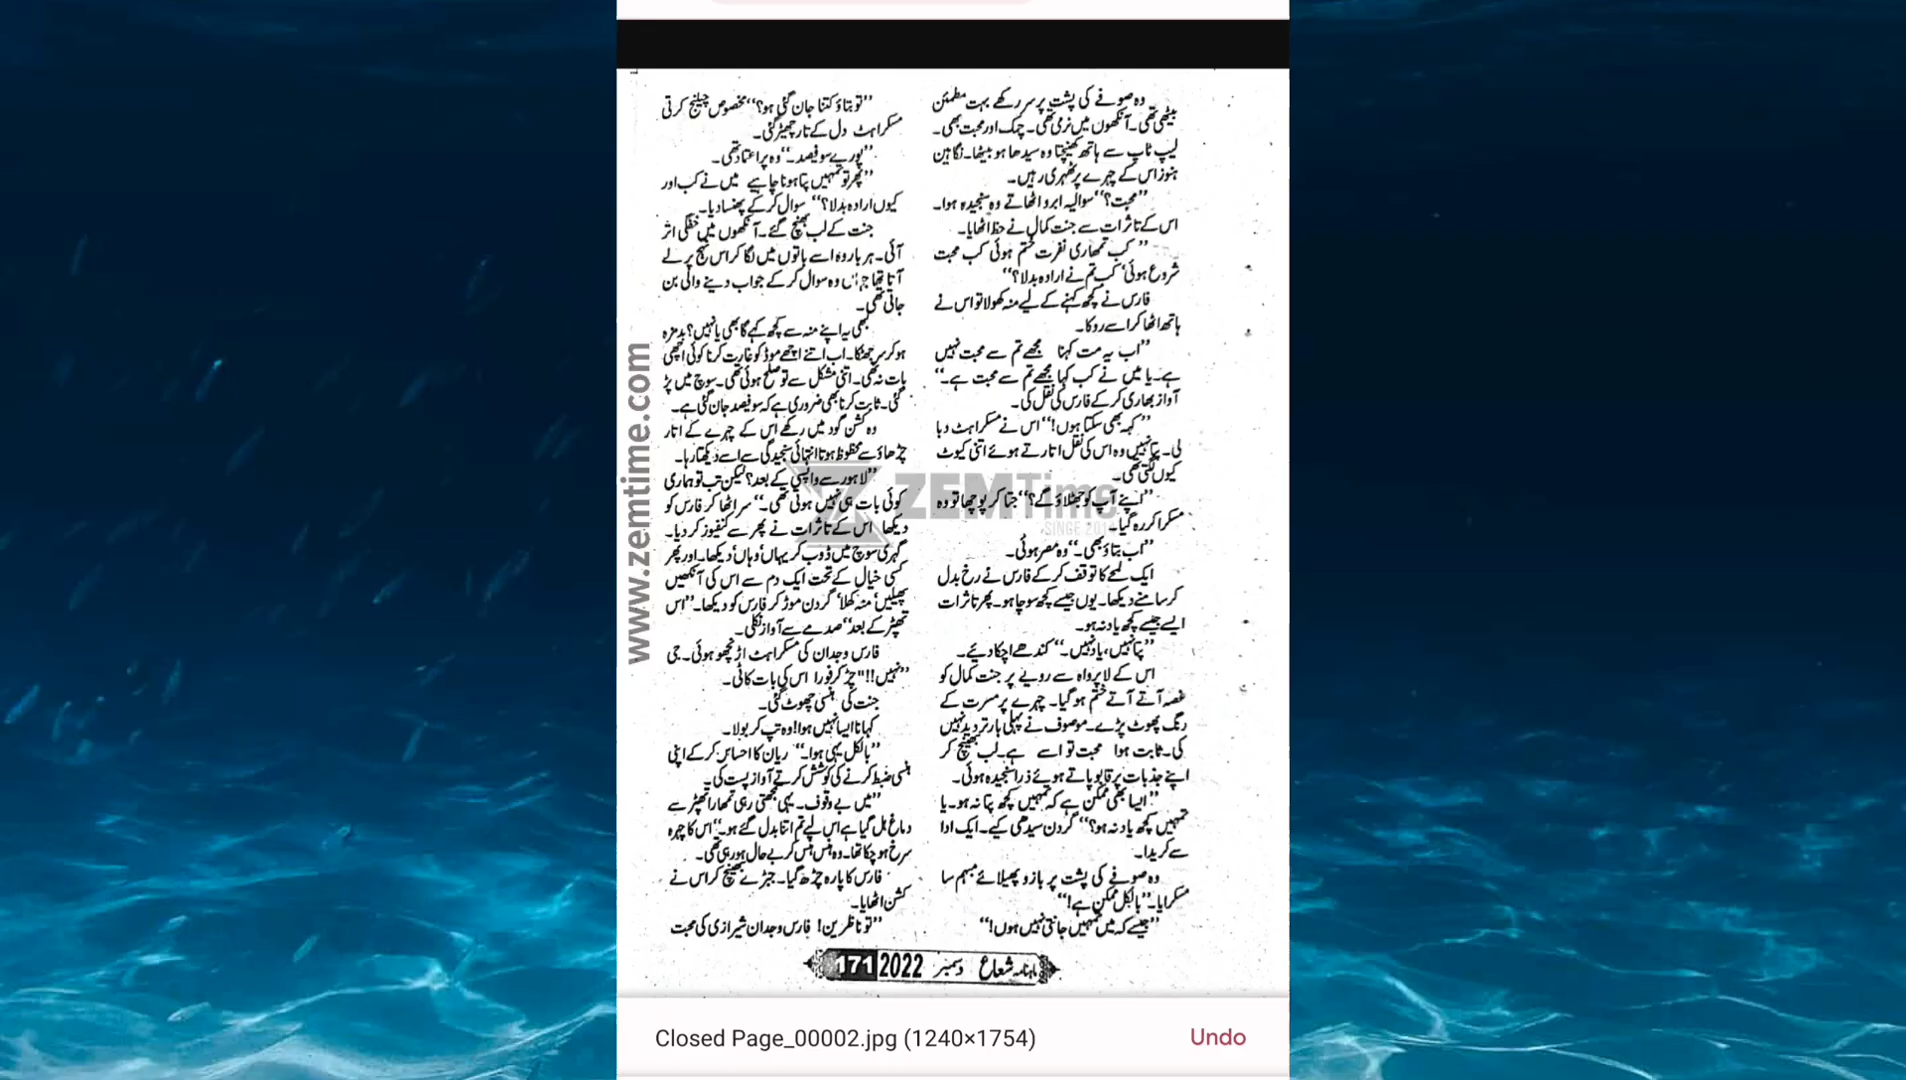 وہ صوفے کی پشت پر سر رکھے بہت مطمئن
بیٹھی تھی۔ آنکھوں میں نرمی تھی۔ چمک اور محبت بھی۔
لیپ ٹاپ سے ہاتھ کھینچتا وہ سیدھا ہو بیٹھا۔ نگاہیں
ہنوز اس کے چہرے پر ٹھہری رہیں۔
’’محبت؟‘‘ سوالیہ ابرو اٹھاتے وہ سنجیدہ ہوا۔
اس کے تاثرات سے جنت کمال نے حظ اٹھایا۔
’’کب تمھاری نفرت ختم ہوئی کب محبت
شروع ہوئی‘ کب تم نے ارادہ بدلا؟‘‘
فارس نے کچھ کہنے کے لیے منہ کھولا تو اس نے
ہاتھ اٹھا کر اسے روکا۔
’’اب یہ مت کہنا مجھے تم سے محبت نہیں
ہے۔ یا میں نے کب کہا مجھے تم سے محبت ہے۔‘‘
آواز بھاری کر کے فارس کی نقل کی۔
’’کہہ بھی سکتا ہوں!‘‘ اس نے مسکراہٹ دبا
لی۔ پتا نہیں وہ اس کی نقل اتارتے ہوئے اتنی کیوٹ
کیوں لگتی تھی۔
’’اپنے آپ کو جھٹلاؤ گے؟‘‘ جتا کر پوچھا تو وہ
مسکرا کر رہ گیا۔
’’اب بتاؤ بھی۔‘‘ وہ مصر ہوئی۔
ایک لمحے کا توقف کر کے فارس نے رخ بدل
کر سامنے دیکھا۔ یوں جیسے کچھ سوچا ہو۔ پھر تاثرات
ایسے جیسے کچھ یاد نہ ہو۔
’’پتا نہیں، یاد نہیں۔‘‘ کندھے اچکا دیے۔
اس کے لاپرواہ سے رویے پر جنت کمال کو
غصہ آتے آتے ختم ہو گیا۔ چہرے پر مسرت کے
رنگ پھوٹ پڑے۔ موصوف نے پہلی بار تردید نہیں
کی۔ ثابت ہوا محبت تو اسے ہے۔ لب بھینچ کر
اپنے جذبات پر قابو پاتے ہوئے ذرا سنجیدہ ہوئی۔
’’ایسا بھی ممکن ہے کہ تمہیں کچھ پتا نہ ہو۔ یا
تمہیں کچھ یاد نہ ہو؟‘‘ گردن سیدھی کیے۔ ایک ادا
سے کریدا۔
وہ صوفے کی پشت پر بازو پھیلائے مبہم سا
مسکرایا۔ ’’بالکل ممکن ہے!‘‘
’’جیسے کہ میں تمہیں جانتی نہیں ہوں!‘‘
’’تو بتاؤ کتنا جان گئی ہو؟‘‘ مخصوص چیلنج کرتی
مسکراہٹ دل کے تار چھیڑ گئی۔
’’پورے سو فیصد۔‘‘ وہ پر اعتماد تھی۔
’’پھر تو تمہیں پتا ہونا چاہیے میں نے کب اور
کیوں ارادہ بدلا؟‘‘ سوال کر کے پھنسا دیا۔
جنت کے لب بھینچ گئے۔ آنکھوں میں خفگی اتر
آئی۔ ہر بار وہ اسے باتوں میں لگا کر اس نہج پر لے
آتا تھا جہاں وہ سوال کر کے جواب دینے والی بن
جاتی تھی۔
کبھی یہ اپنے منہ سے کچھ کہے گا بھی یا نہیں؟ بدمزہ
ہو کر سر جھٹکا۔ اب اتنے اچھے موڈ کو غارت کرنا کوئی اچھی
بات نہ تھی۔ اتنی مشکل سے تو صلح ہوئی تھی۔ سوچ میں پڑ
گئی۔ ثابت کرنا بھی ضروری ہے کہ سو فیصد جان گئی ہے۔
وہ کشن گود میں رکھے اس کے چہرے کے اتار
چڑھاؤ سے محظوظ ہوتا انتہائی سنجیدگی سے اسے دیکھتا رہا۔
’’لاہور سے واپسی کے بعد؟ لیکن تب تو ہماری
کوئی بات ہی نہیں ہوئی تھی۔‘‘ سر اٹھا کر فارس کو
دیکھا اس کے تاثرات نے پھر سے کنفیوز کر دیا۔
گہری سوچ میں ڈوب کر یہاں‘ وہاں دیکھا۔ اور پھر
کسی خیال کے تحت ایک دم سے اس کی آنکھیں
پھیلیں‘ منہ کھلا‘ گردن موڑ کر فارس کو دیکھا۔ ’’اس
تھپڑ کے بعد‘‘ صدمے سے آواز نکلی۔
فارس وجدان کی مسکراہٹ اڑنچھو ہوئی۔ جی
’’نہیں!!‘‘ چڑ کر فورا اس کی بات کاٹی۔
جنت کی ہنسی چھوٹ گئی۔
کہا نا ایسا نہیں ہوا! وہ تپ کر بولا۔
’’بالکل یہی ہوا۔‘‘ ریان کا احساس کر کے اپنی
ہنسی ضبط کرنے کی کوشش کرتے آواز پست کی۔
’’میں بے وقوف۔ یہی سمجھتی رہی تمھارا تھپڑ سے
دماغ ہل گیا ہے اس لیے تم اتنا بدل گئے ہو۔‘‘ اس کا چہرہ
سرخ ہو چکا تھا۔ وہ ہنس ہنس کر بے حال ہو رہی تھی۔
فارس کا پارہ چڑھ گیا۔ جبڑے بھینچ کر اس نے
کشن اٹھایا۔
’’تو ناظرین! فارس وجدان شیرازی کی محبت
ماہنامہ شعاع دسمبر 2022 171
www.zemtime.com
ZEMTime
SINCE 2014
Closed Page_00002.jpg (1240×1754)
Undo